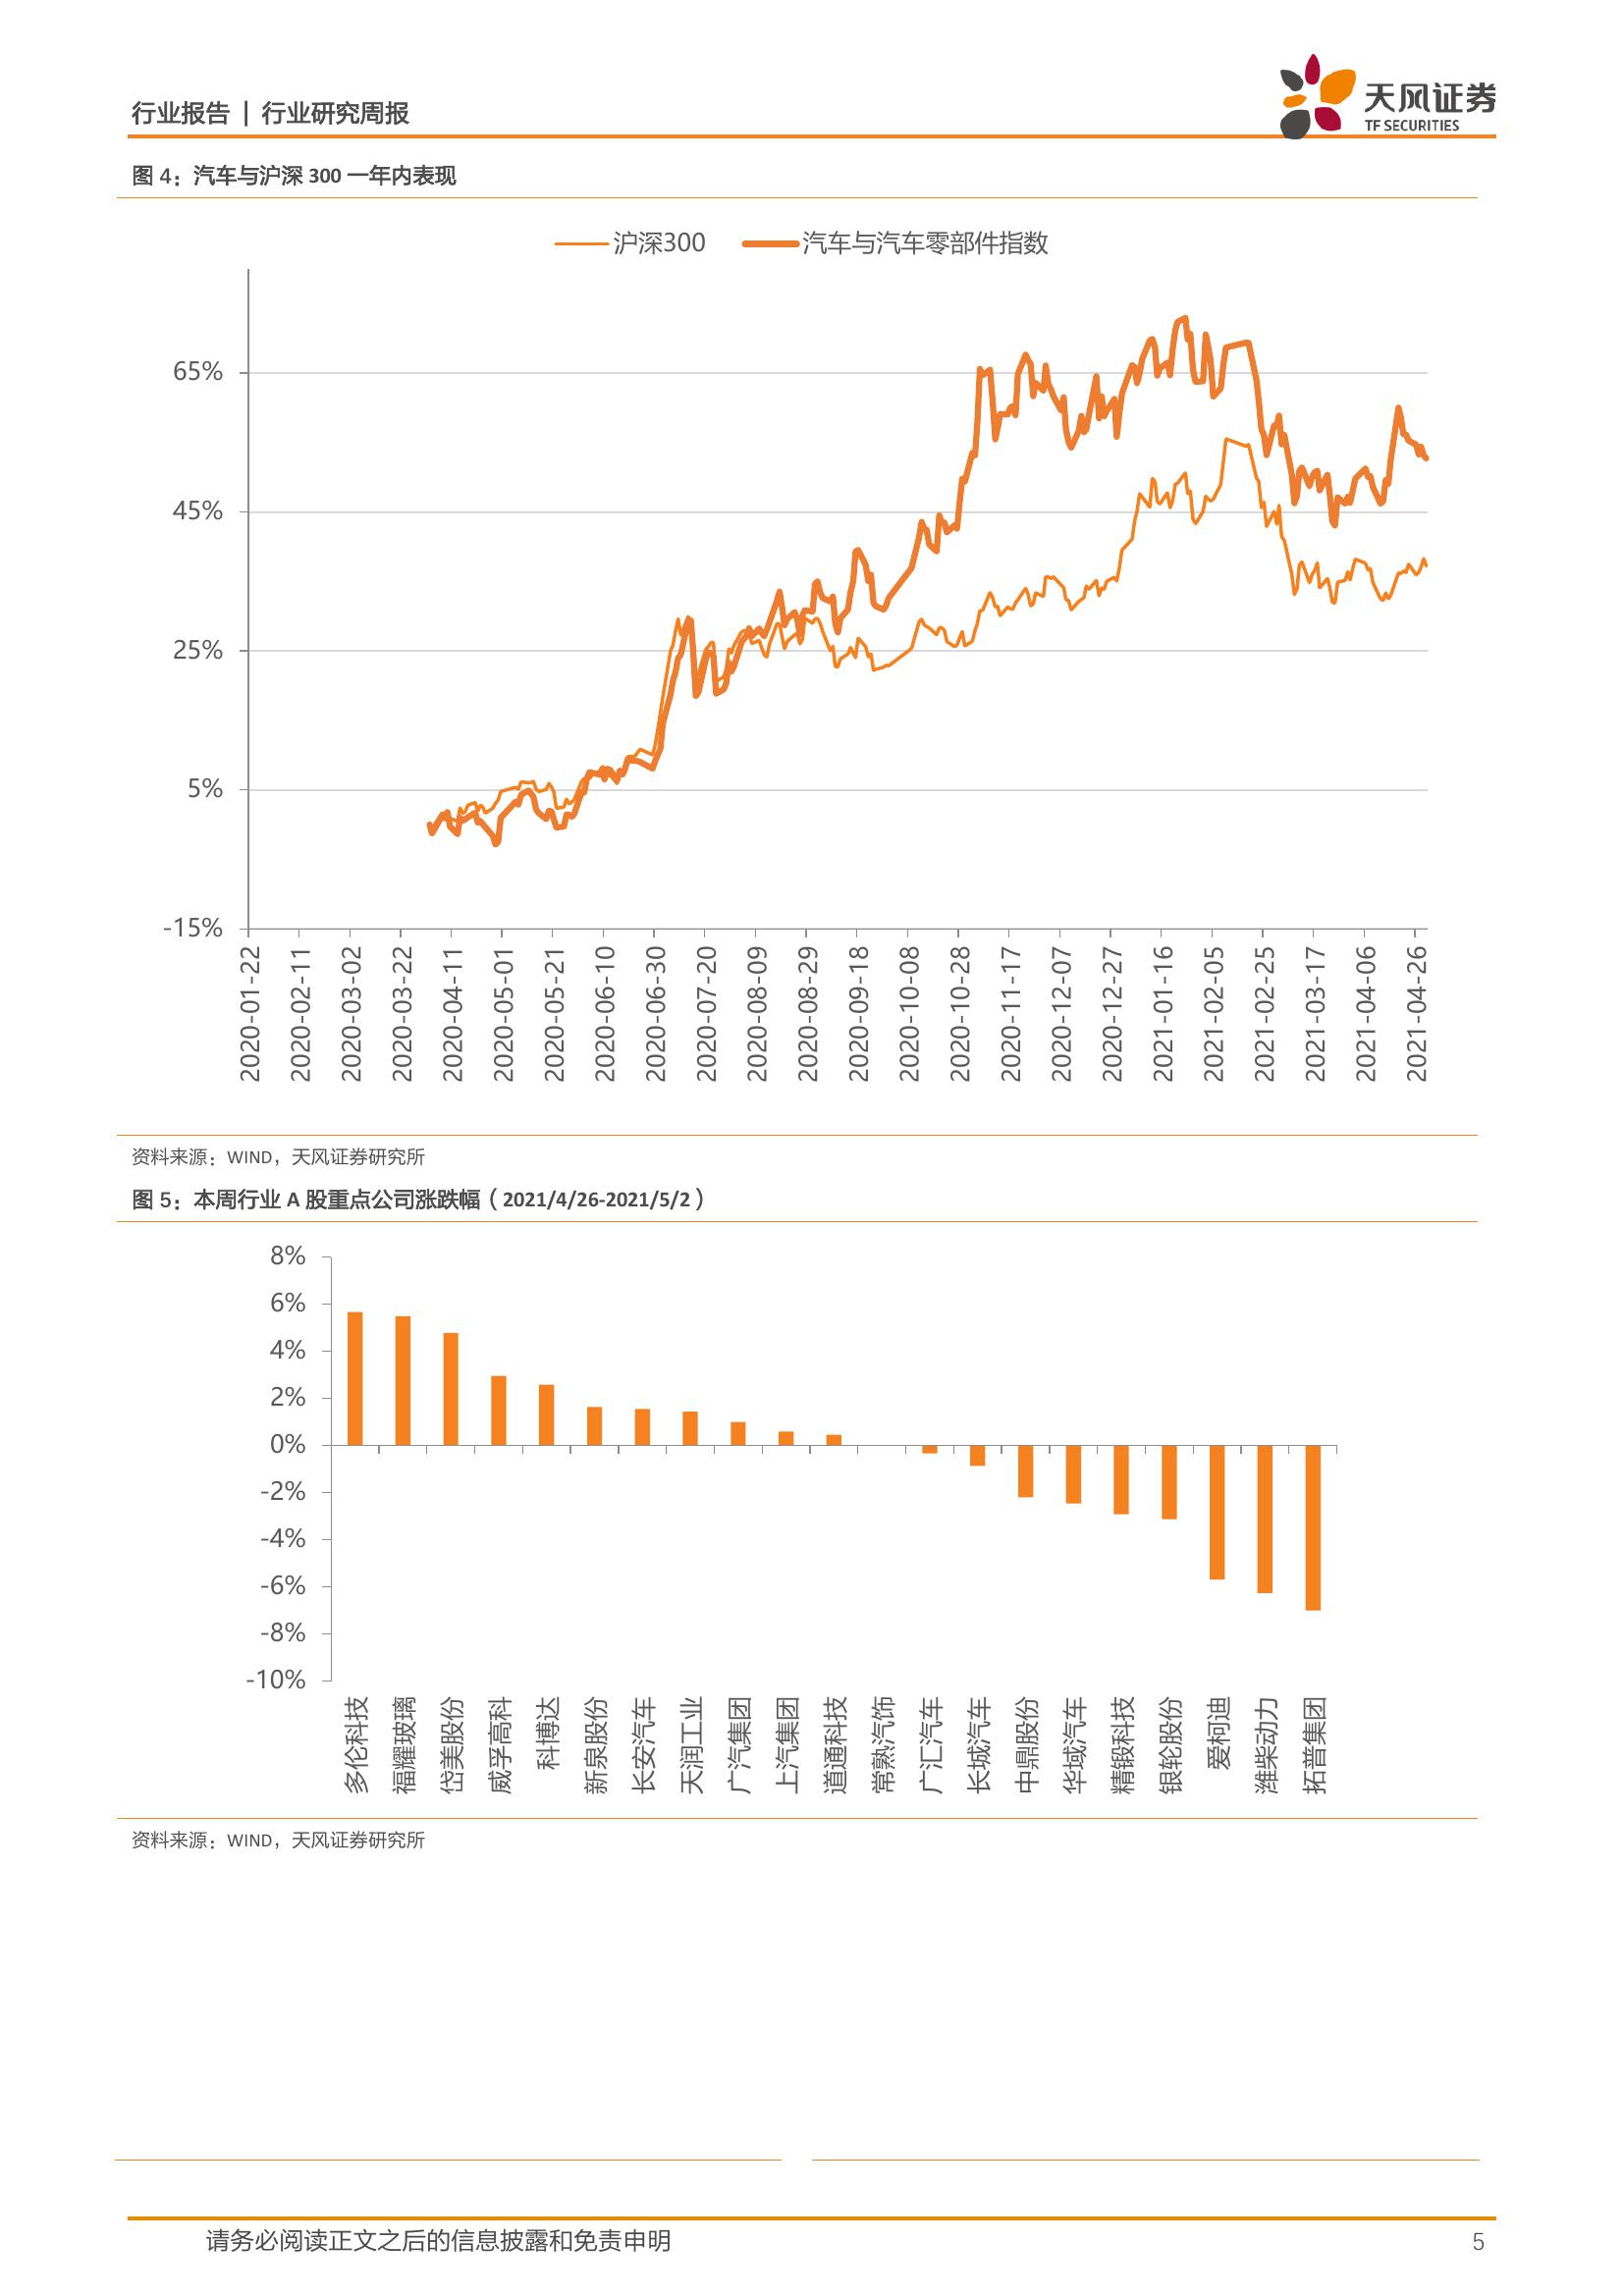 行业报告 | 行业研究周报
天风证券
TF SECURITIES
图 4：汽车与沪深 300 一年内表现
沪深300 汽车与汽车零部件指数
65%
45%
25%
5%
-15%
2020-01-22
2020-02-11
2020-03-02
2020-03-22
2020-04-11
2020-05-01
2020-05-21
2020-06-10
2020-06-30
2020-07-20
2020-08-09
2020-08-29
2020-09-18
2020-10-08
2020-10-28
2020-11-17
2020-12-07
2020-12-27
2021-01-16
2021-02-05
2021-02-25
2021-03-17
2021-04-06
2021-04-26
资料来源：WIND，天风证券研究所
图 5：本周行业 A 股重点公司涨跌幅（2021/4/26-2021/5/2）
8%
6%
4%
2%
0%
-2%
-4%
-6%
-8%
-10%
多伦科技
福耀玻璃
岱美股份
威孚高科
科博达
新泉股份
长安汽车
天润工业
广汽集团
上汽集团
道通科技
常熟汽饰
广汇汽车
长城汽车
中鼎股份
华域汽车
精锻科技
银轮股份
爱柯迪
潍柴动力
拓普集团
资料来源：WIND，天风证券研究所
请务必阅读正文之后的信息披露和免责申明 5